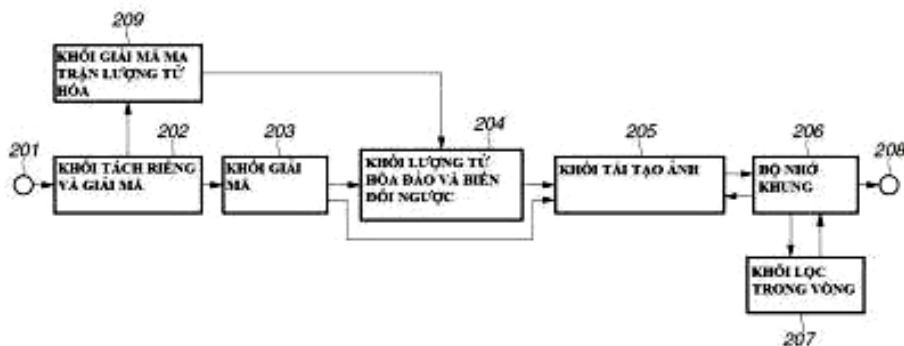 209
KHỐI GIẢI MÃ MA
TRẬN LƯỢNG TỬ
HÓA
201
202
203
204
205
206
208
KHỐI TÁCH RIÊNG
VÀ GIẢI MÃ
KHỐI GIẢI
MÃ
KHỐI LƯỢNG TỬ
HÓA ĐẢO VÀ BIẾN
ĐỔI NGƯỢC
KHỐI TÁI TẠO ẢNH
BỘ NHỚ
KHUNG
KHỐI LỌC
TRONG VÒNG
207